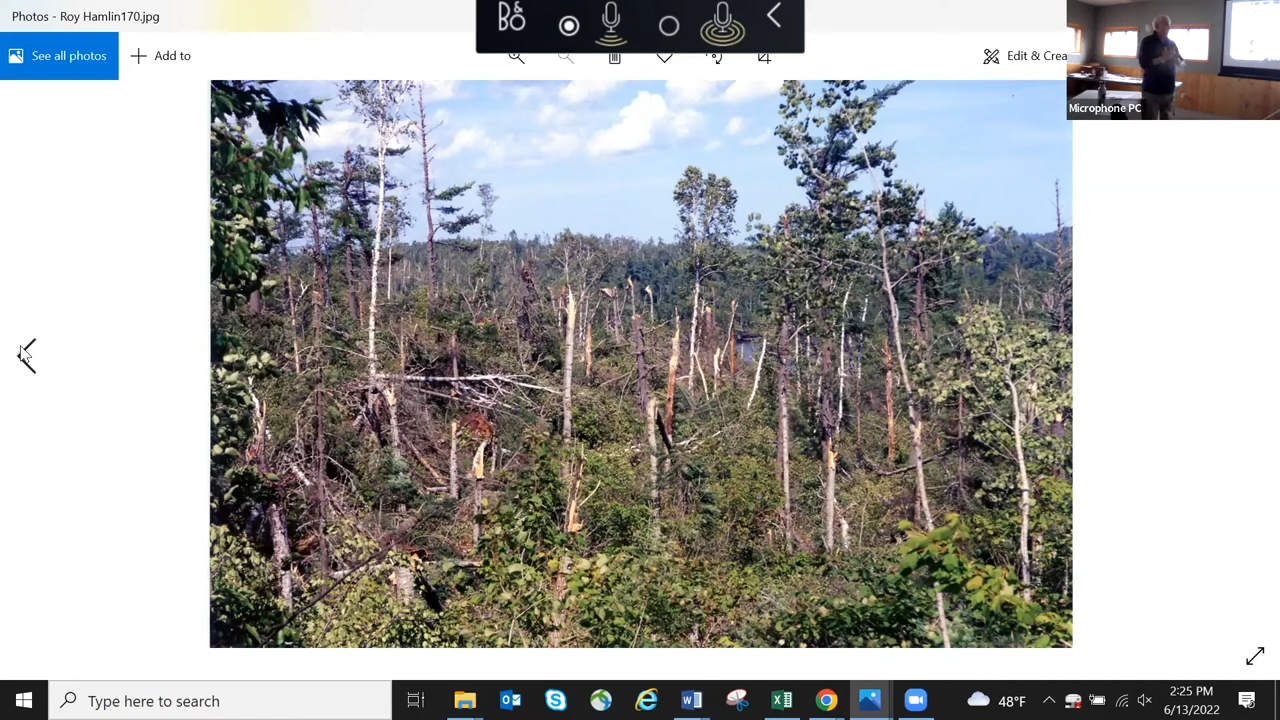 Photos - Roy Hamlin170.jpg
See all photos
Add to
Edit & Crea
Microphone PC
Type here to search
48°F
2:25 PM
6/13/2022